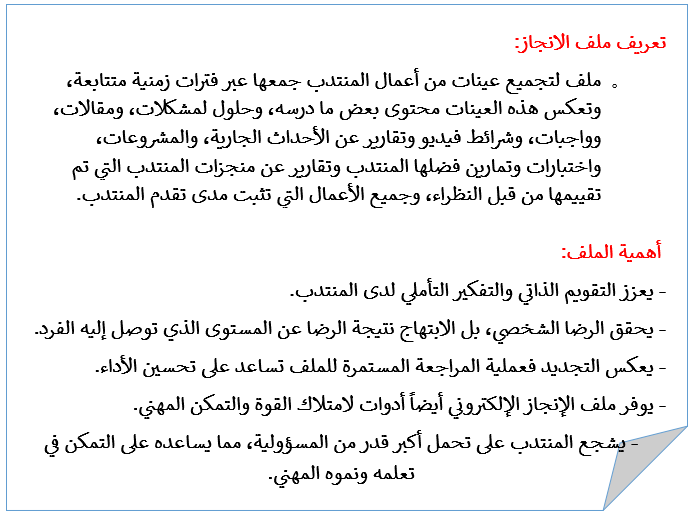 تعريف ملف الانجاز:
ملف لتجميع عينات من أعمال المنتدب جمعها عبر فترات زمنية متتابعة،
وتعكس هذه العينات محتوى بعض ما درسه، وحلول لمشكلات، ومقالات،
وواجبات، وشرائط فيديو وتقارير عن الأحداث الجارية، والمشروعات،
واختبارات وتمارين فضلها المنتدب وتقارير عن منجزات المنتدب التي تم
تقييمها من قبل النظراء، وجميع الأعمال التي تثبت مدى تقدم المنتدب.
أهمية الملف:
- يعزز التقويم الذاتي والتفكير التأملي لدى المنتدب.
- يحقق الرضا الشخصي، بل الابتهاج نتيجة الرضا عن المستوى الذي توصل إليه الفرد.
- يعكس التجديد فعملية المراجعة المستمرة للملف تساعد على تحسين الأداء.
- يوفر ملف الإنجاز الإلكتروني أيضاً أدوات لامتلاك القوة والتمكن المهني.
- يشجع المنتدب على تحمل أكبر قدر من المسؤولية، مما يساعده على التمكن في
تعلمه ونموه المهني.